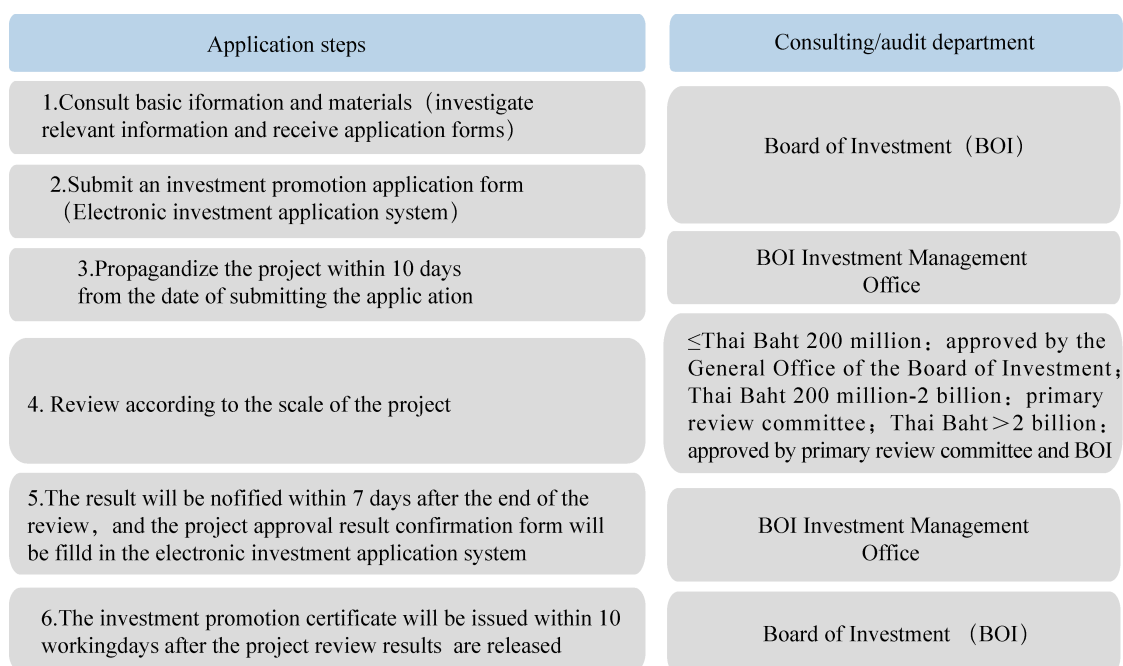 Application steps
Consulting/audit department
1.Consult basic iformation and materials（investigate
relevant information and receive application forms）
Board of Investment（BOI）
2.Submit an investment promotion application form
（Electronic investment application system）
3.Propagandize the project within 10 days
from the date of submitting the applic ation
BOI Investment Management
Office
4. Review according to the scale of the project
≤Thai Baht 200 million：approved by the
General Office of the Board of Investment；
Thai Baht 200 million-2 billion：primary
review committee；Thai Baht＞2 billion：
approved by primary review committee and BOI
5.The result will be nofified within 7 days after the end of the
review，and the project approval result confirmation form will
be filld in the electronic investment application system
BOI Investment Management
Office
6.The investment promotion certificate will be issued within 10
workingdays after the project review results are released
Board of Investment （BOI）